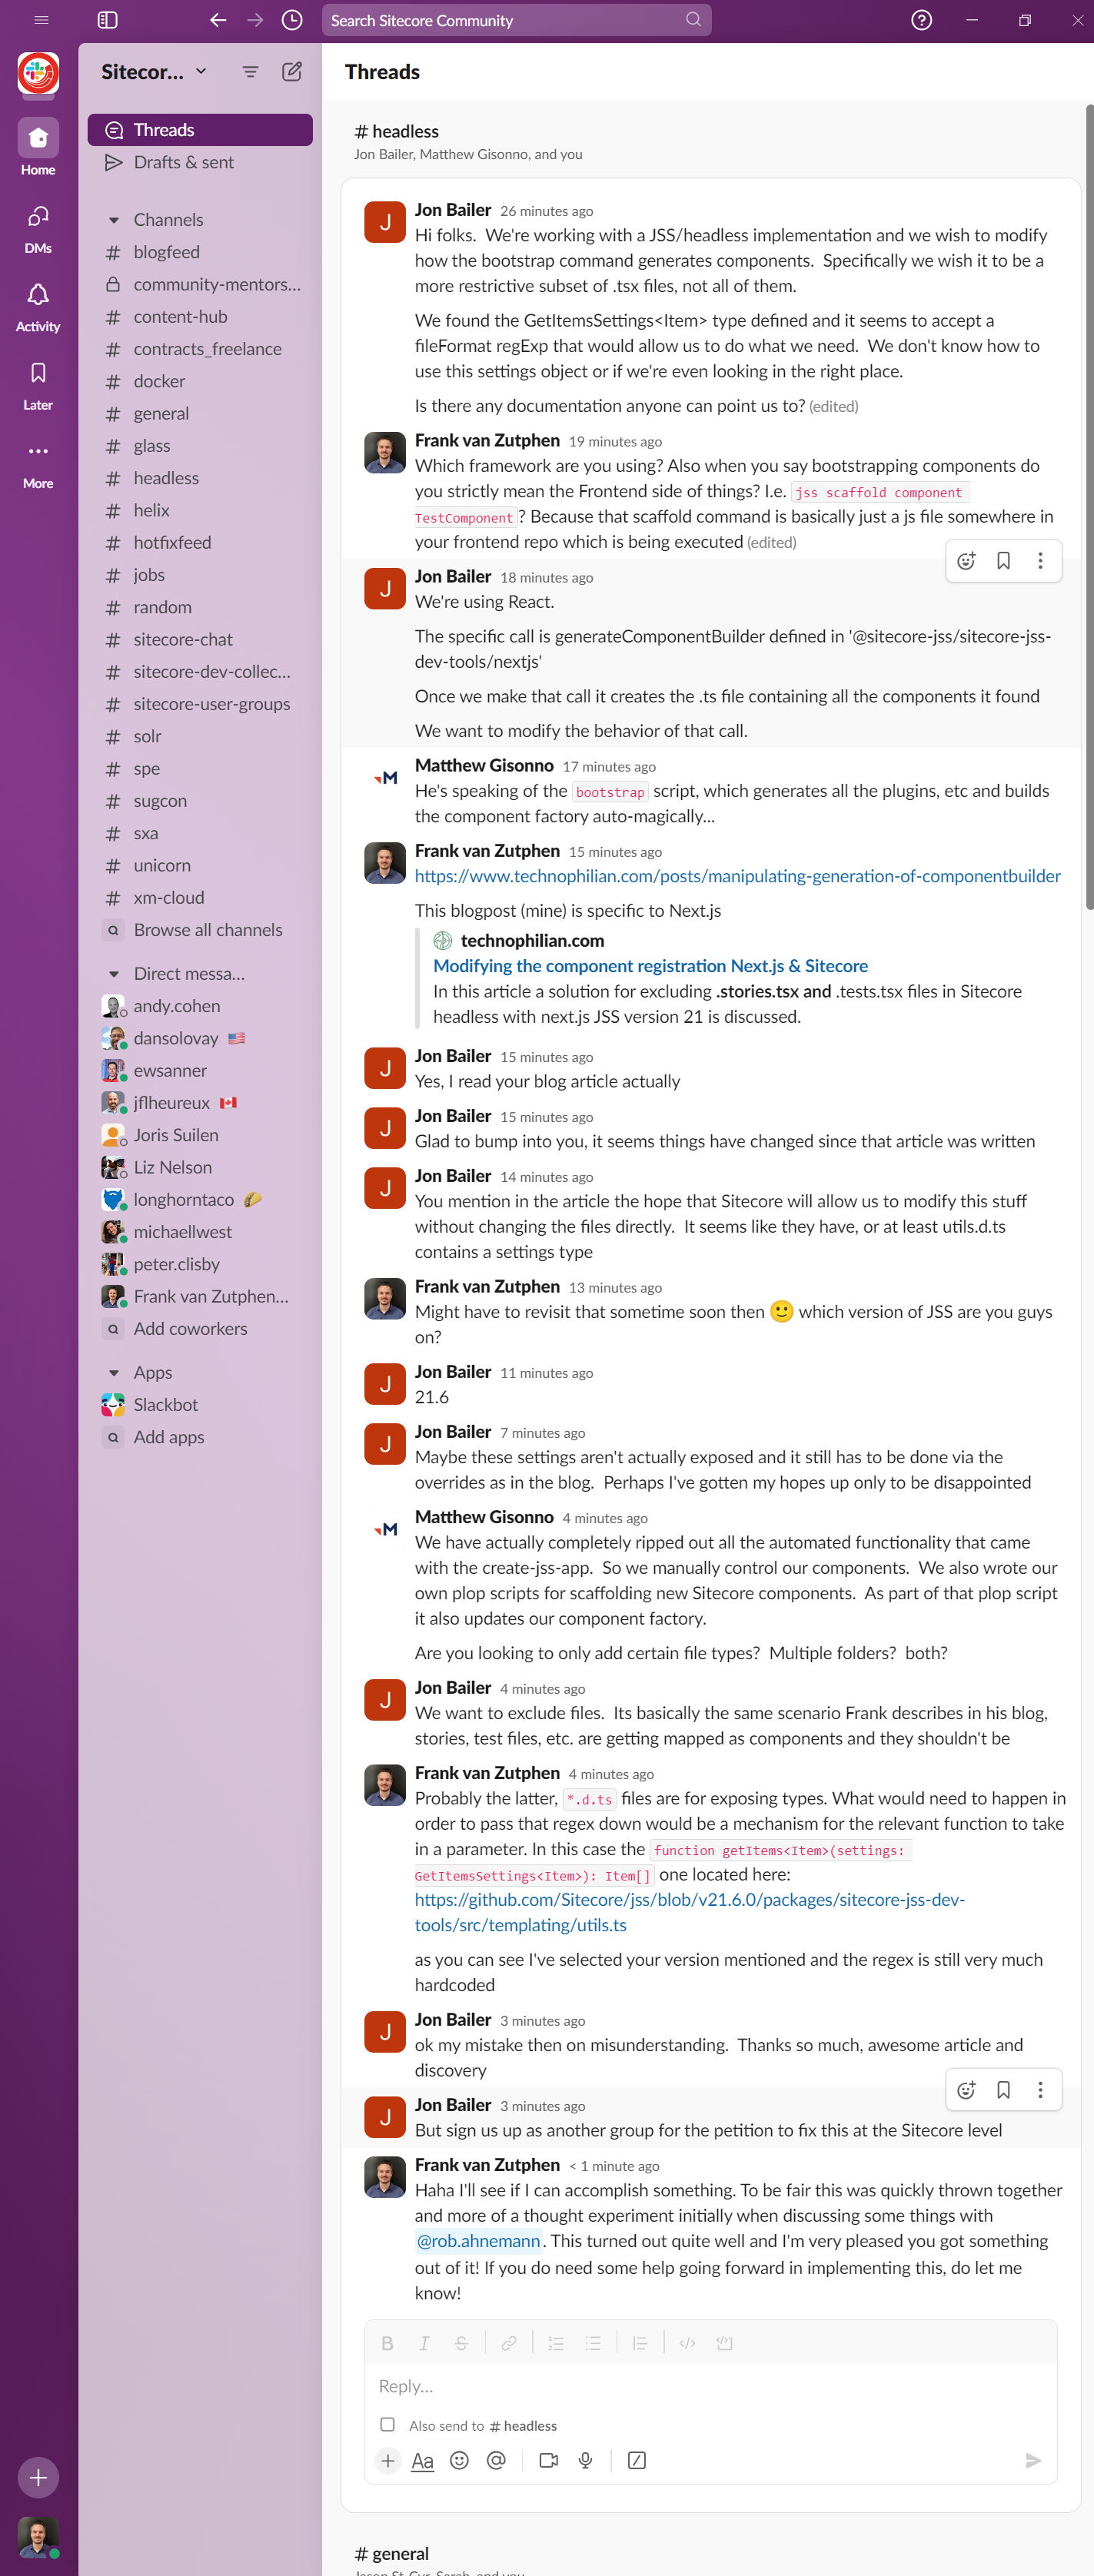 Search Sitecore Community
Sitecor...
Threads
Drafts & sent
Channels
# blogfeed
community-mentors...
# content-hub
# contracts_freelance
# docker
# general
# glass
# headless
# helix
# hotfixfeed
# jobs
# random
# sitecore-chat
# sitecore-dev-collec...
# sitecore-user-groups
# solr
# spe
# sugcon
# sxa
# unicorn
# xm-cloud
Browse all channels
Direct messa...
andy.cohen
dansolovay
ewsanner
jflheureux
Joris Suilen
Liz Nelson
longhorntaco
michaellwest
peter.clisby
Frank van Zutphen...
Add coworkers
Apps
Slackbot
Add apps
Home
DMs
Activity
Later
More
Threads
# headless
Jon Bailer, Matthew Gisonno, and you
J
Jon Bailer 26 minutes ago
Hi folks. We're working with a JSS/headless implementation and we wish to modify
how the bootstrap command generates components. Specifically we wish it to be a
more restrictive subset of .tsx files, not all of them.
We found the GetItemsSettings<Item> type defined and it seems to accept a
fileFormat regExp that would allow us to do what we need. We don't know how to
use this settings object or if we're even looking in the right place.
Is there any documentation anyone can point us to? (edited)
Frank van Zutphen 19 minutes ago
Which framework are you using? Also when you say bootstrapping components do
you strictly mean the Frontend side of things? I.e. jss scaffold component
TestComponent ? Because that scaffold command is basically just a js file somewhere in
your frontend repo which is being executed (edited)
J
Jon Bailer 18 minutes ago
We're using React.
The specific call is generateComponentBuilder defined in '@sitecore-jss/sitecore-jss-
dev-tools/nextjs'
Once we make that call it creates the .ts file containing all the components it found
We want to modify the behavior of that call.
M
Matthew Gisonno 17 minutes ago
He's speaking of the bootstrap script, which generates all the plugins, etc and builds
the component factory auto-magically...
Frank van Zutphen 15 minutes ago
https://www.technophilian.com/posts/manipulating-generation-of-componentbuilder
This blogpost (mine) is specific to Next.js
technophilian.com
Modifying the component registration Next.js & Sitecore
In this article a solution for excluding .stories.tsx and .tests.tsx files in Sitecore
headless with next.js JSS version 21 is discussed.
J
Jon Bailer 15 minutes ago
Yes, I read your blog article actually
J
Jon Bailer 15 minutes ago
Glad to bump into you, it seems things have changed since that article was written
J
Jon Bailer 14 minutes ago
You mention in the article the hope that Sitecore will allow us to modify this stuff
without changing the files directly. It seems like they have, or at least utils.d.ts
contains a settings type
Frank van Zutphen 13 minutes ago
Might have to revisit that sometime soon then 🙂 which version of JSS are you guys
on?
J
Jon Bailer 11 minutes ago
21.6
J
Jon Bailer 7 minutes ago
Maybe these settings aren't actually exposed and it still has to be done via the
overrides as in the blog. Perhaps I've gotten my hopes up only to be disappointed
M
Matthew Gisonno 4 minutes ago
We have actually completely ripped out all the automated functionality that came
with the create-jss-app. So we manually control our components. We also wrote our
own plop scripts for scaffolding new Sitecore components. As part of that plop script
it also updates our component factory.
Are you looking to only add certain file types? Multiple folders? both?
J
Jon Bailer 4 minutes ago
We want to exclude files. Its basically the same scenario Frank describes in his blog,
stories, test files, etc. are getting mapped as components and they shouldn't be
Frank van Zutphen 4 minutes ago
Probably the latter, *.d.ts files are for exposing types. What would need to happen in
order to pass that regex down would be a mechanism for the relevant function to take
in a parameter. In this case the function getItems<Item>(settings:
GetItemsSettings<Item>): Item[] one located here:
https://github.com/Sitecore/jss/blob/v21.6.0/packages/sitecore-jss-dev-
tools/src/templating/utils.ts
as you can see I've selected your version mentioned and the regex is still very much
hardcoded
J
Jon Bailer 3 minutes ago
ok my mistake then on misunderstanding. Thanks so much, awesome article and
discovery
J
Jon Bailer 3 minutes ago
But sign us up as another group for the petition to fix this at the Sitecore level
Frank van Zutphen < 1 minute ago
Haha I'll see if I can accomplish something. To be fair this was quickly thrown together
and more of a thought experiment initially when discussing some things with
@rob.ahnemann. This turned out quite well and I'm very pleased you got something
out of it! If you do need some help going forward in implementing this, do let me
know!
B I S
Reply...
Also send to # headless
Aa
# general
Jason St-Cyr, Sarah, and you